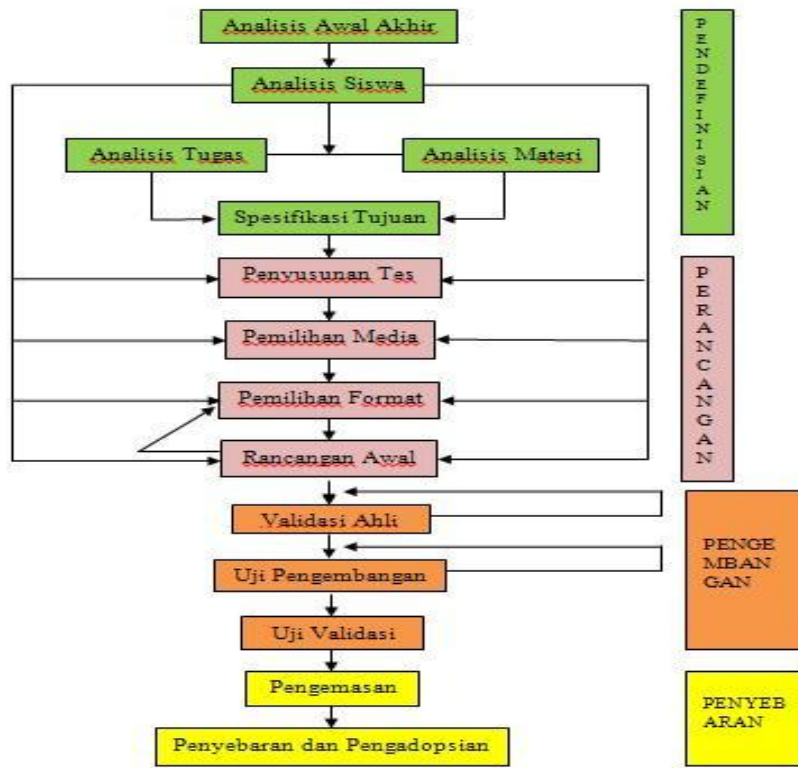 Analisis Awal Akhir
Analisis Siswa
Analisis Tugas
Analisis Materi
Spesifikasi Tujuan
Penyusunan Tes
Pemilihan Media
Pemilihan Format
Rancangan Awal
Validasi Ahli
Uji Pengembangan
Uji Validasi
Pengemasan
Penyebaran dan Pengadopsian
P
E
N
D
E
F
I
N
I
S
I
A
N
P
E
R
A
N
C
A
N
G
A
N
PENGE
MBAN
GAN
PENYEB
ARAN